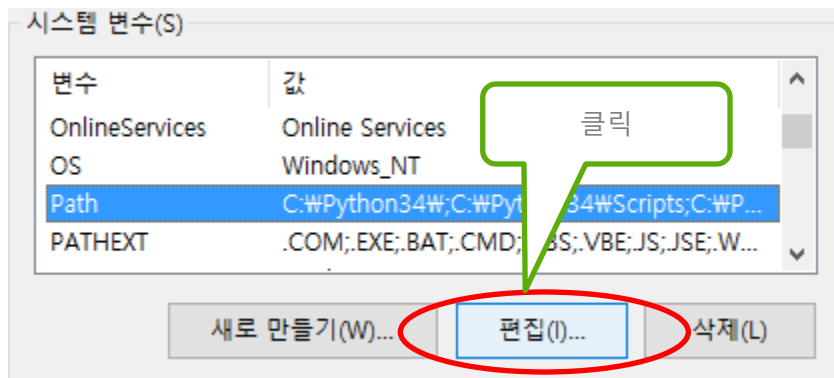 시스템 변수(S)
변수 값
클릭
OnlineServices Online Services
OS Windows_NT
Path C:₩Python34₩;C:₩Py 34₩Scripts;C:₩P...
PATHEXT .COM;.EXE;.BAT;.CMD; BS;.VBE;.JS;.JSE;.W...
새로 만들기(W)... 편집(I)... 삭제(L)